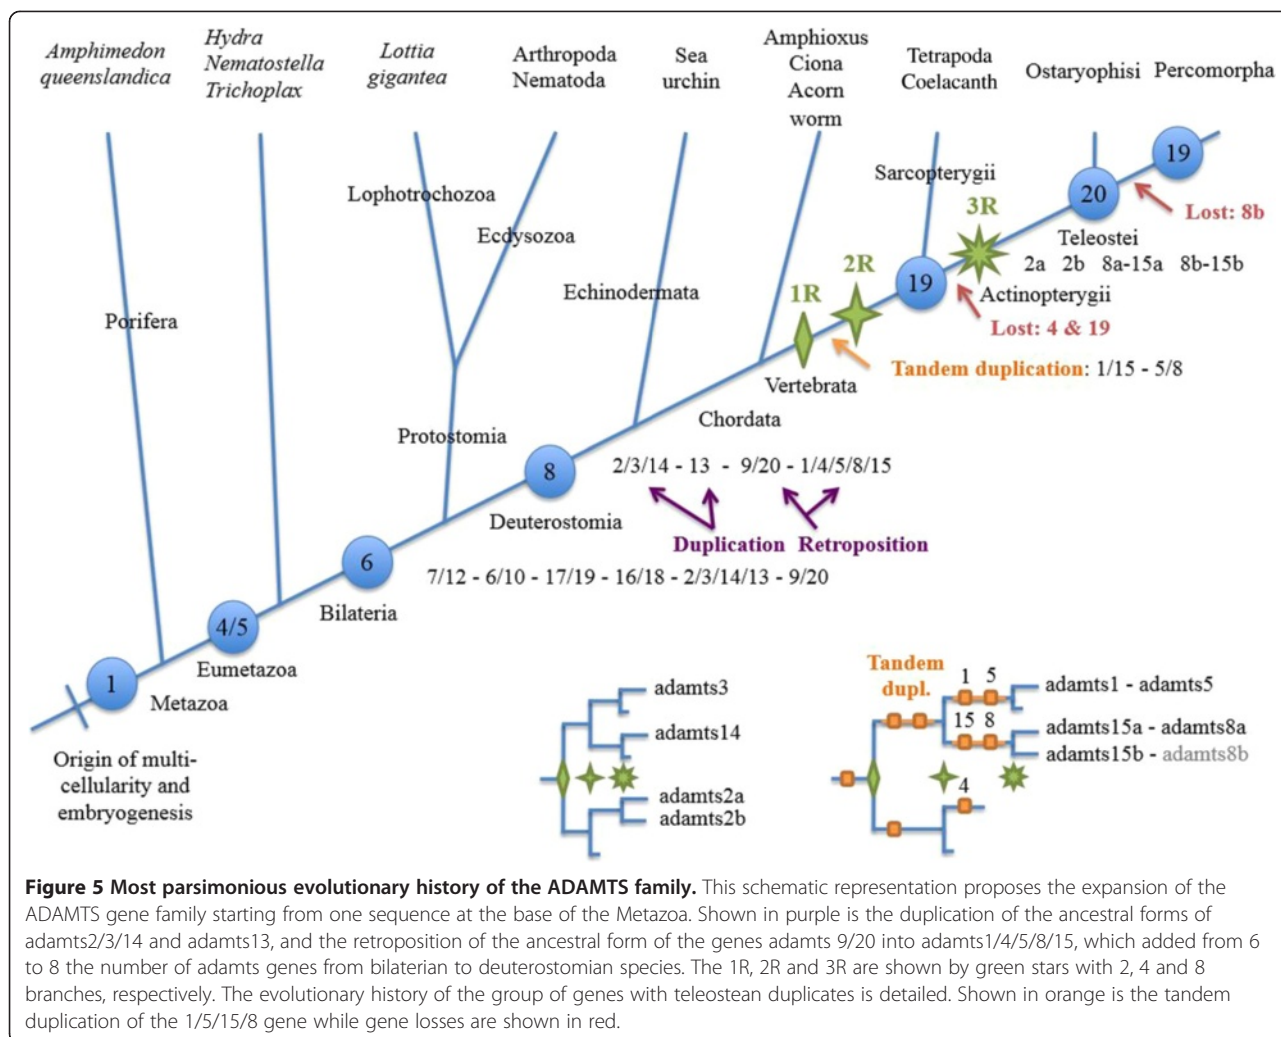 Amphimedon
queenslandica
Hydra
Nematostella
Trichoplax
Lottia
gigantea
Arthropoda
Nematoda
Sea
urchin
Amphioxus
Ciona
Acorn
worm
Tetrapoda
Coelacanth
Ostaryophisi
Percomorpha
19
Sarcopterygii
20
Lost: 8b
Lophotrochozoa
3R
Ecdysozoa
Teleostei
2a 2b 8a-15a 8b-15b
2R
19
Echinodermata
1R
Actinopterygii
Porifera
Lost: 4 & 19
Tandem duplication: 1/15 - 5/8
Vertebrata
Chordata
Protostomia
8
2/3/14 - 13 - 9/20 - 1/4/5/8/15
Deuterostomia
Duplication Retroposition
6
7/12 - 6/10 - 17/19 - 16/18 - 2/3/14/13 - 9/20
Bilateria
4/5
Eumetazoa
1
Metazoa
Origin of multi-
cellularity and
embryogenesis
adamts3
adamts14
adamts2a
adamts2b
Tandem
dupl.
1 5
adamts1 - adamts5
15 8
adamts15a - adamts8a
adamts15b - adamts8b
4
Figure 5 Most parsimonious evolutionary history of the ADAMTS family. This schematic representation proposes the expansion of the
ADAMTS gene family starting from one sequence at the base of the Metazoa. Shown in purple is the duplication of the ancestral forms of
adamts2/3/14 and adamts13, and the retroposition of the ancestral form of the genes adamts 9/20 into adamts1/4/5/8/15, which added from 6
to 8 the number of adamts genes from bilaterian to deuterostomian species. The 1R, 2R and 3R are shown by green stars with 2, 4 and 8
branches, respectively. The evolutionary history of the group of genes with teleostean duplicates is detailed. Shown in orange is the tandem
duplication of the 1/5/15/8 gene while gene losses are shown in red.